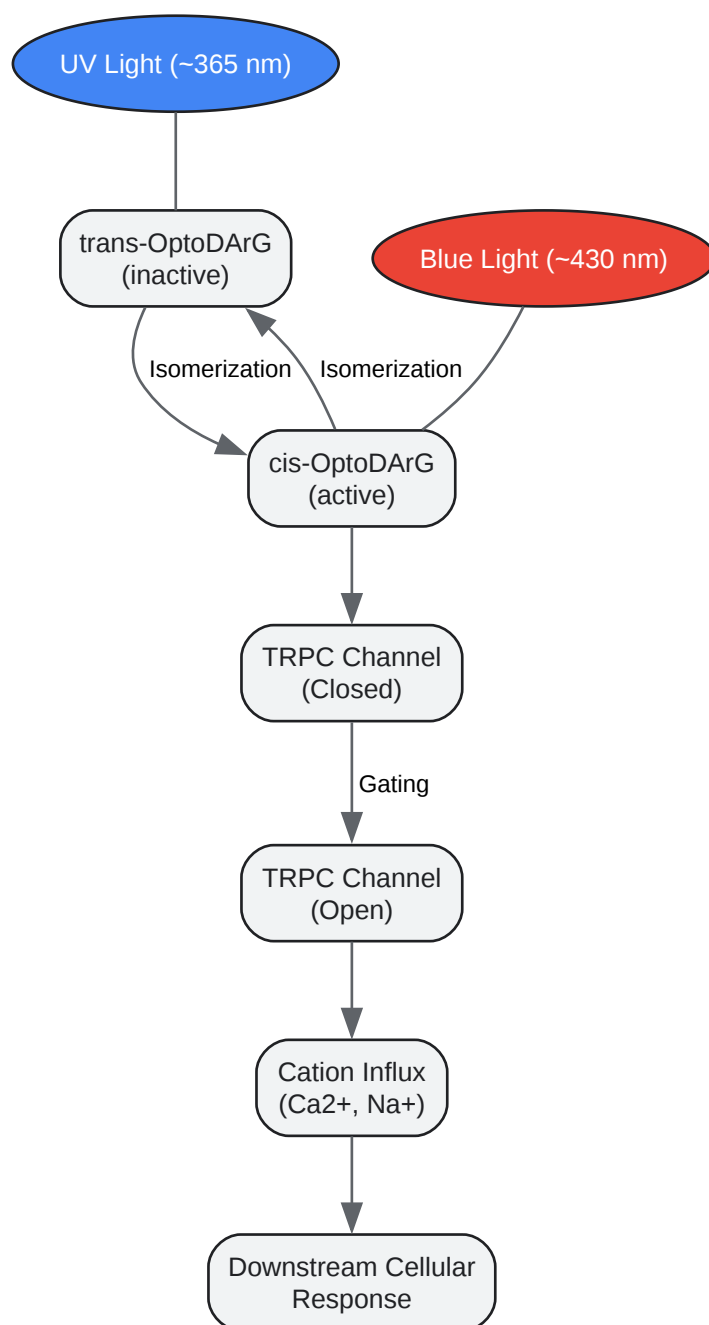 UV Light (~365 nm)
trans-OptoDArG
(inactive)
Blue Light (~430 nm)
Isomerization
Isomerization
cis-OptoDArG
(active)
TRPC Channel
(Closed)
Gating
TRPC Channel
(Open)
Cation Influx
(Ca2+, Na+)
Downstream Cellular
Response